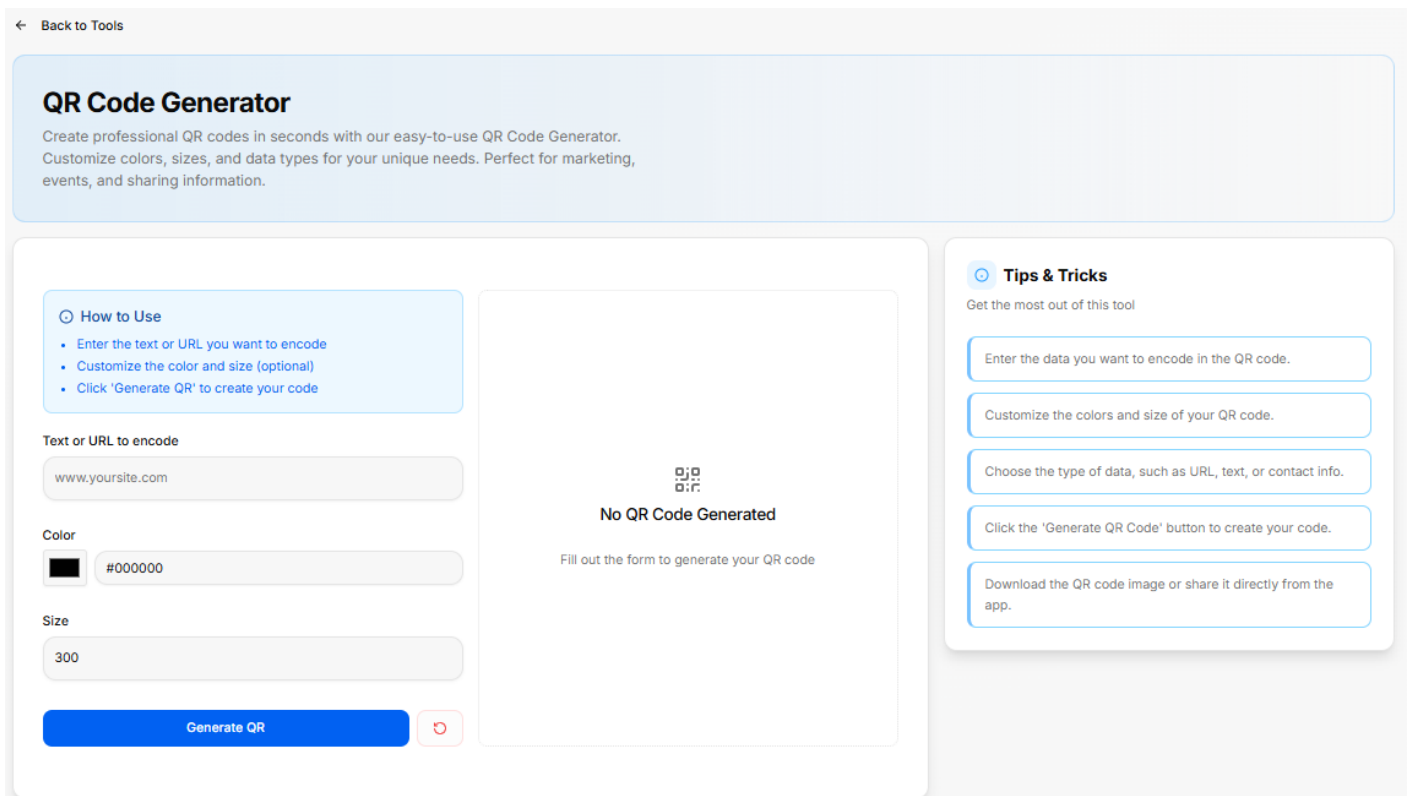 Back to Tools
QR Code Generator
Create professional QR codes in seconds with our easy-to-use QR Code Generator.
Customize colors, sizes, and data types for your unique needs. Perfect for marketing,
events, and sharing information.
How to Use
Enter the text or URL you want to encode
Customize the color and size (optional)
Click 'Generate QR' to create your code
Text or URL to encode
www.yoursite.com
Color
#000000
Size
300
Generate QR
No QR Code Generated
Fill out the form to generate your QR code
Tips & Tricks
Get the most out of this tool
Enter the data you want to encode in the QR code.
Customize the colors and size of your QR code.
Choose the type of data, such as URL, text, or contact info.
Click the 'Generate QR Code' button to create your code.
Download the QR code image or share it directly from the
app.